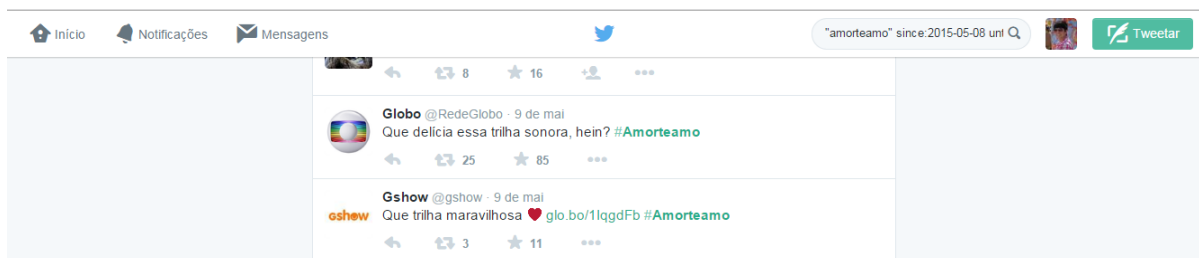 Início Notificações Mensagens "amorteamo" since:2015-05-08 unt Tweetar
8 16
Globo @RedeGlobo · 9 de mai
Que delícia essa trilha sonora, hein? #Amorteamo
25 85
Gshow @gshow · 9 de mai
gshow Que trilha maravilhosa ❤ glo.bo/1IqgdFb #Amorteamo
3 11